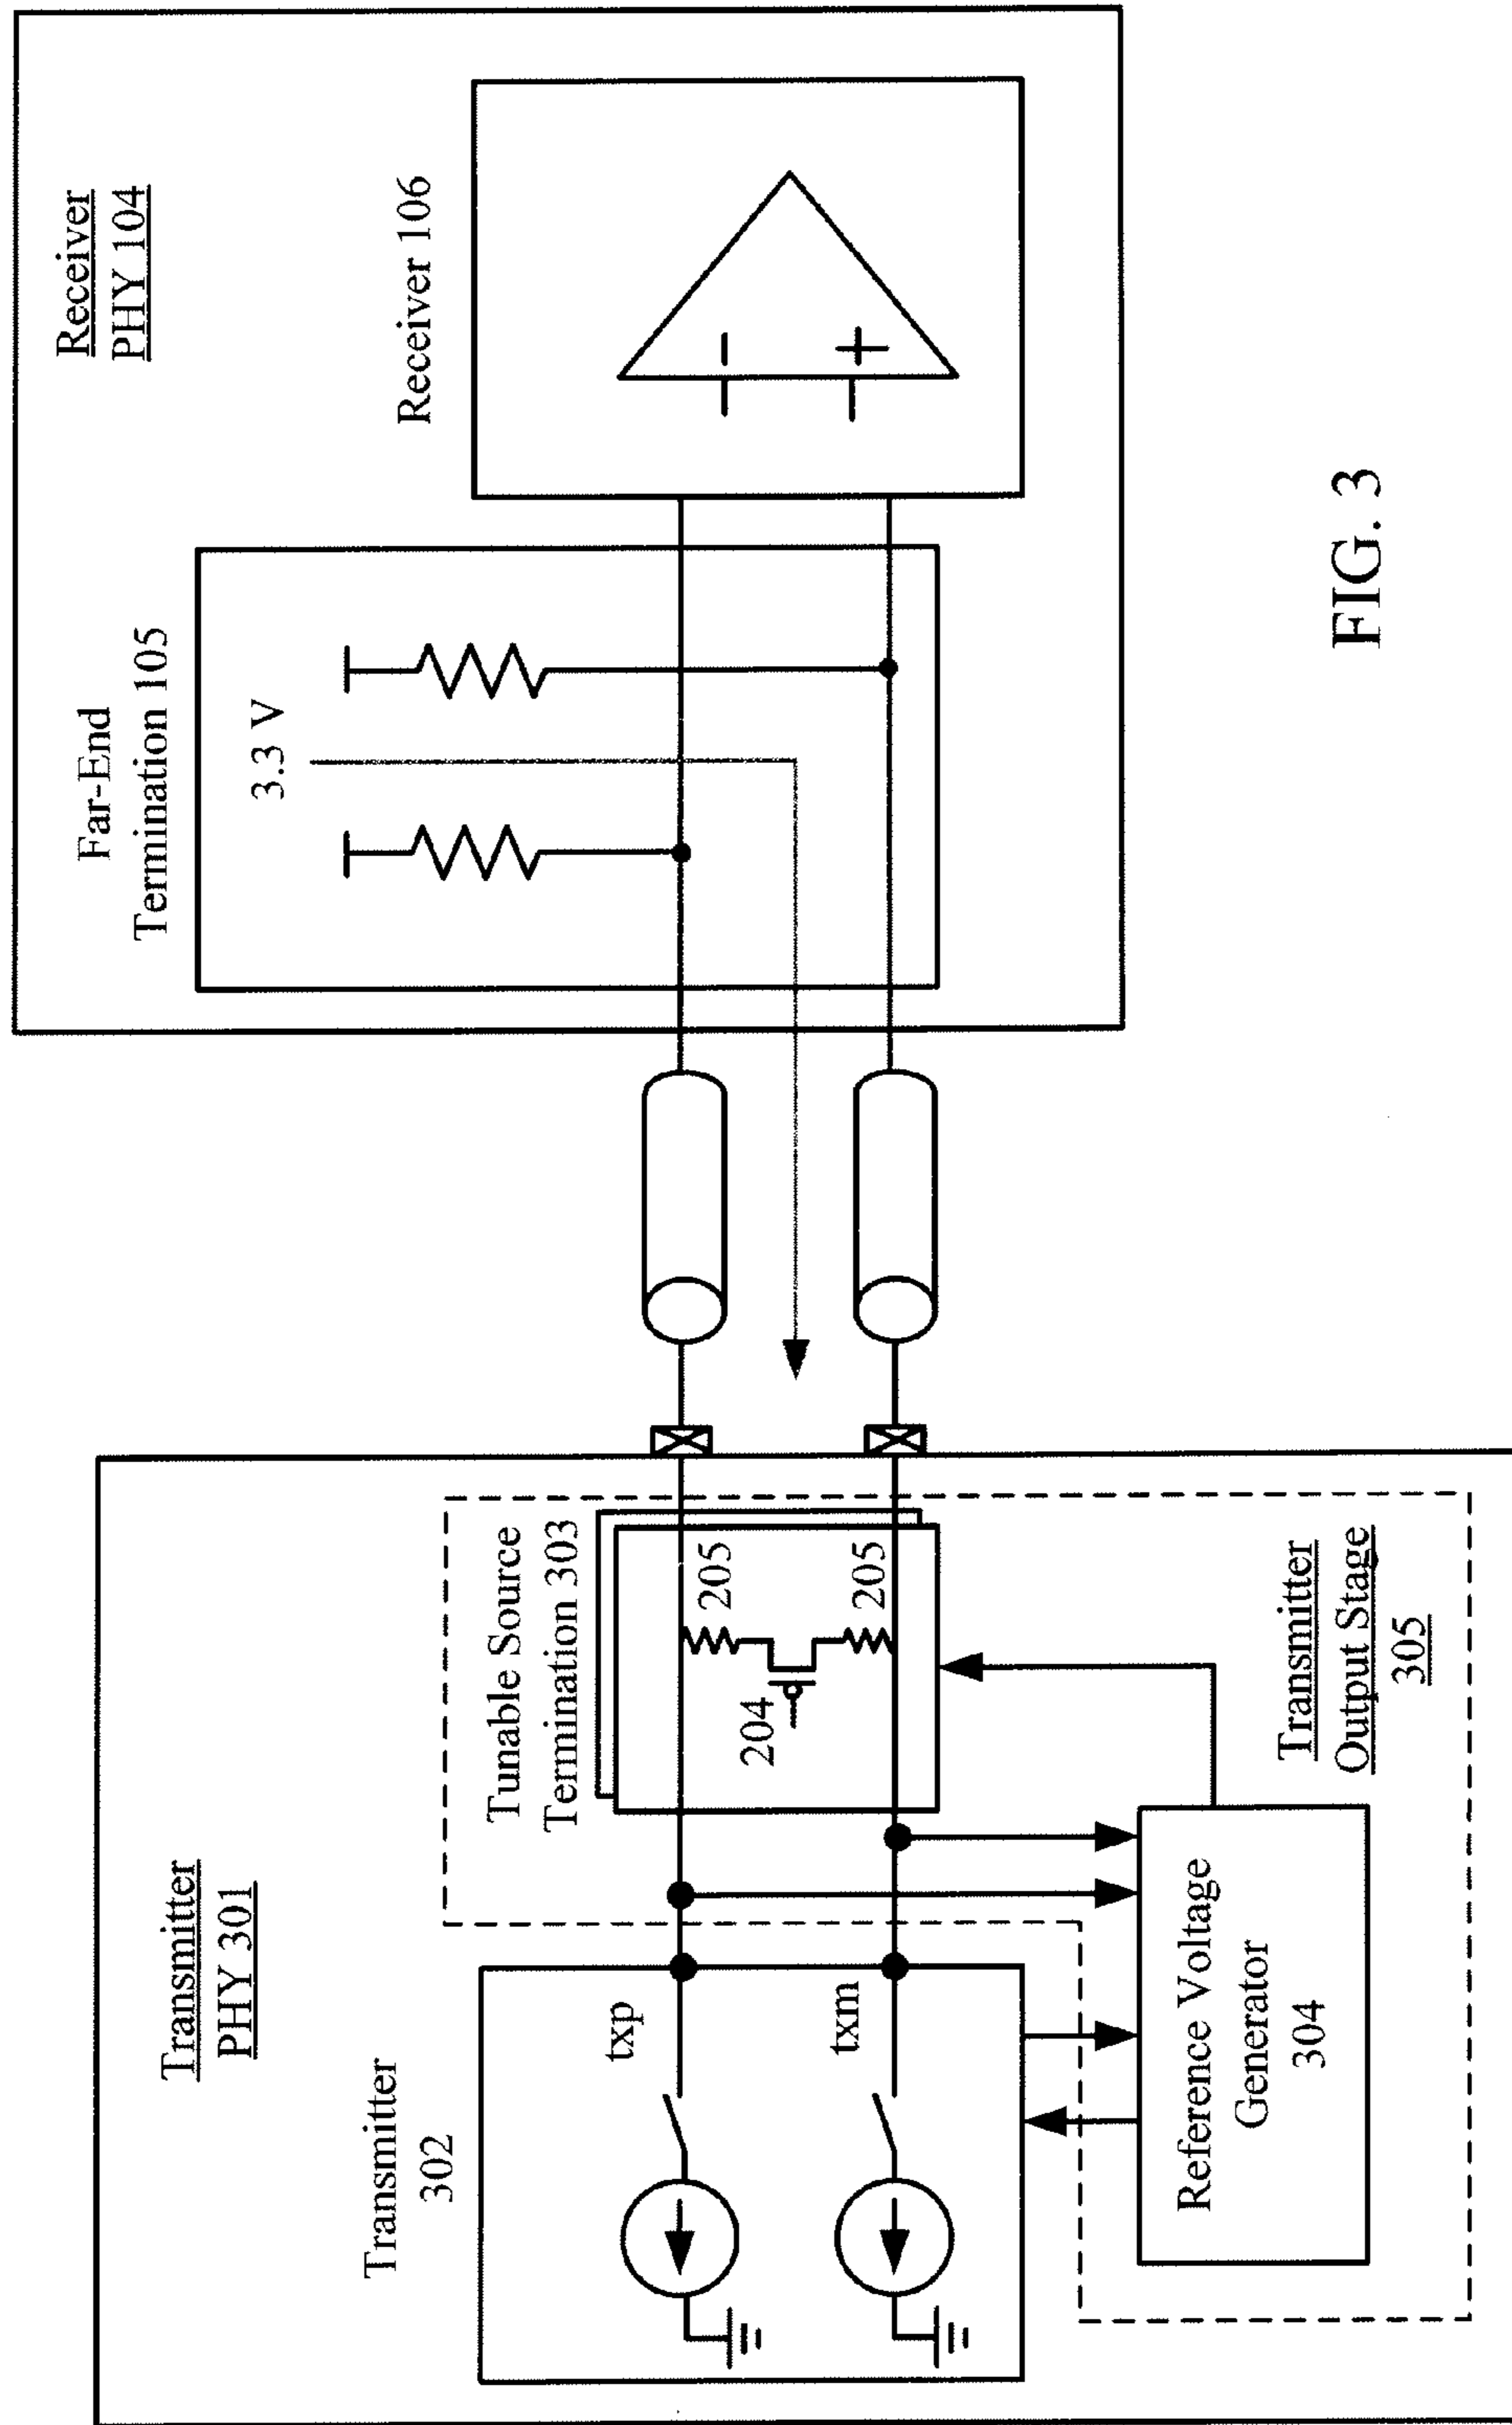 Transmitter
PHY 301
Transmitter
302
txp
txm
Tunable Source
Termination 303
205
204
205
Reference Voltage
Generator
304
Transmitter
Output Stage
305
Receiver
PHY 104
Far-End
Termination 105
3.3 V
Receiver 106
−
+
FIG. 3